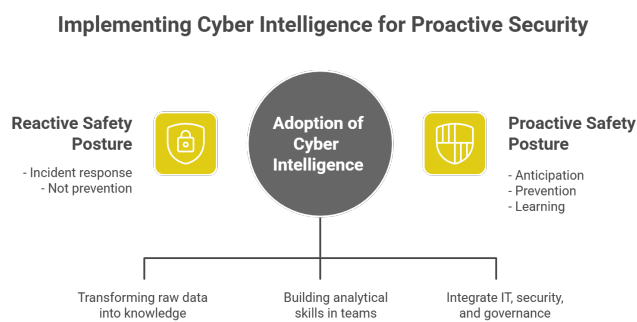 Implementing Cyber Intelligence for Proactive Security
Reactive Safety
Posture
- Incident response
- Not prevention
Adoption of
Cyber
Intelligence
Proactive Safety
Posture
- Anticipation
- Prevention
- Learning
Transforming raw data
into knowledge
Building analytical
skills in teams
Integrate IT, security,
and governance